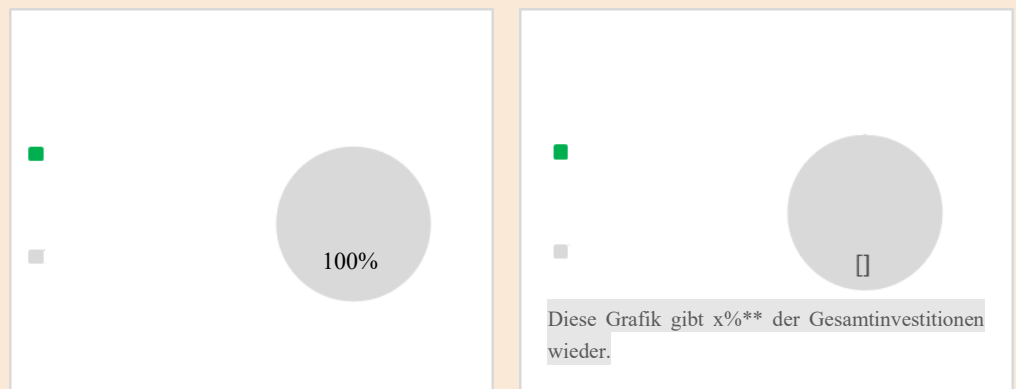 100%
[]
Diese Grafik gibt x%** der Gesamtinvestitionen
wieder.